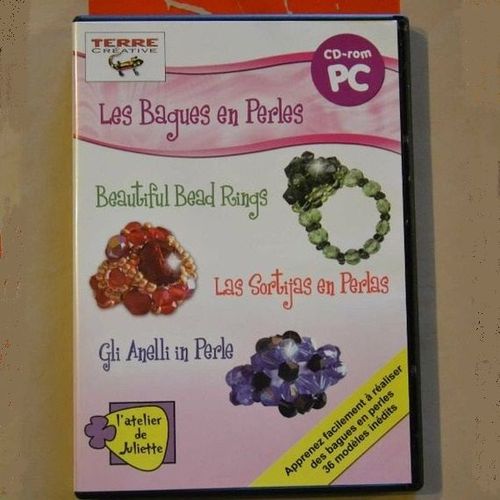 TERRE
CREATIVE
CD-rom
PC
Les Bagues en Perles
Beautiful Bead Rings
Las Sortijas en Perlas
Gli Anelli in Perle
l'atelier
de
Juliette
Apprenez facilement à réaliser
des bagues en perles
36 modèles inédits